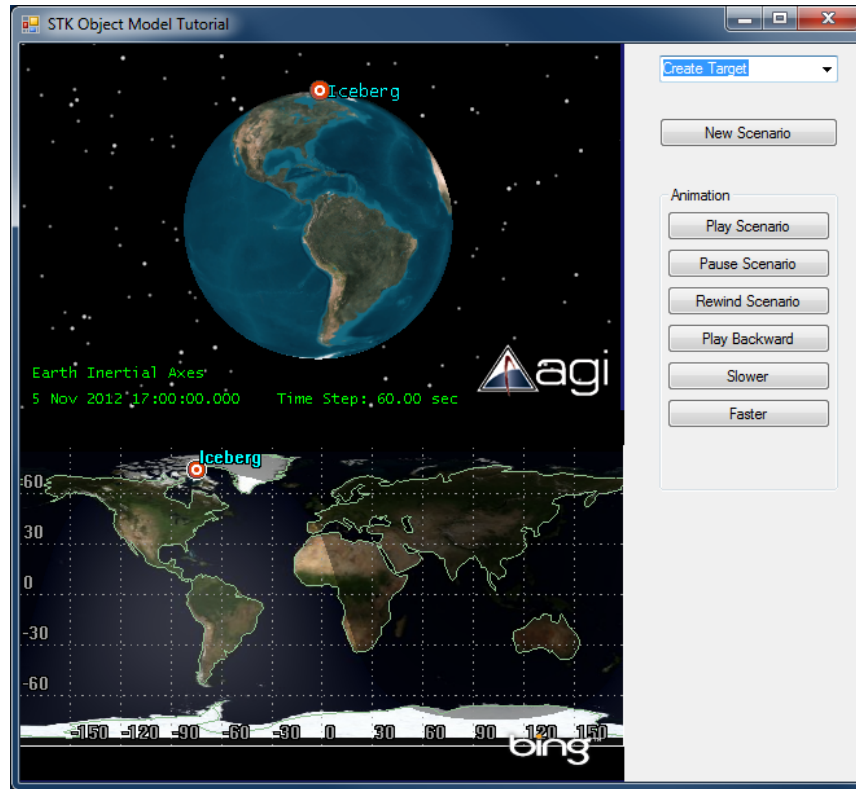 STK Object Model Tutorial
Iceberg
Create Target
New Scenario
Animation
Play Scenario
Pause Scenario
Rewind Scenario
Play Backward
Slower
Faster
Earth Inertial Axes
5 Nov 2012 17:00:00.000 Time Step: 60.00 sec
agi
Iceberg
60
30
0
-30
-60
-150 -120 -90 -60 -30 0 30 60 90 120 150
bing